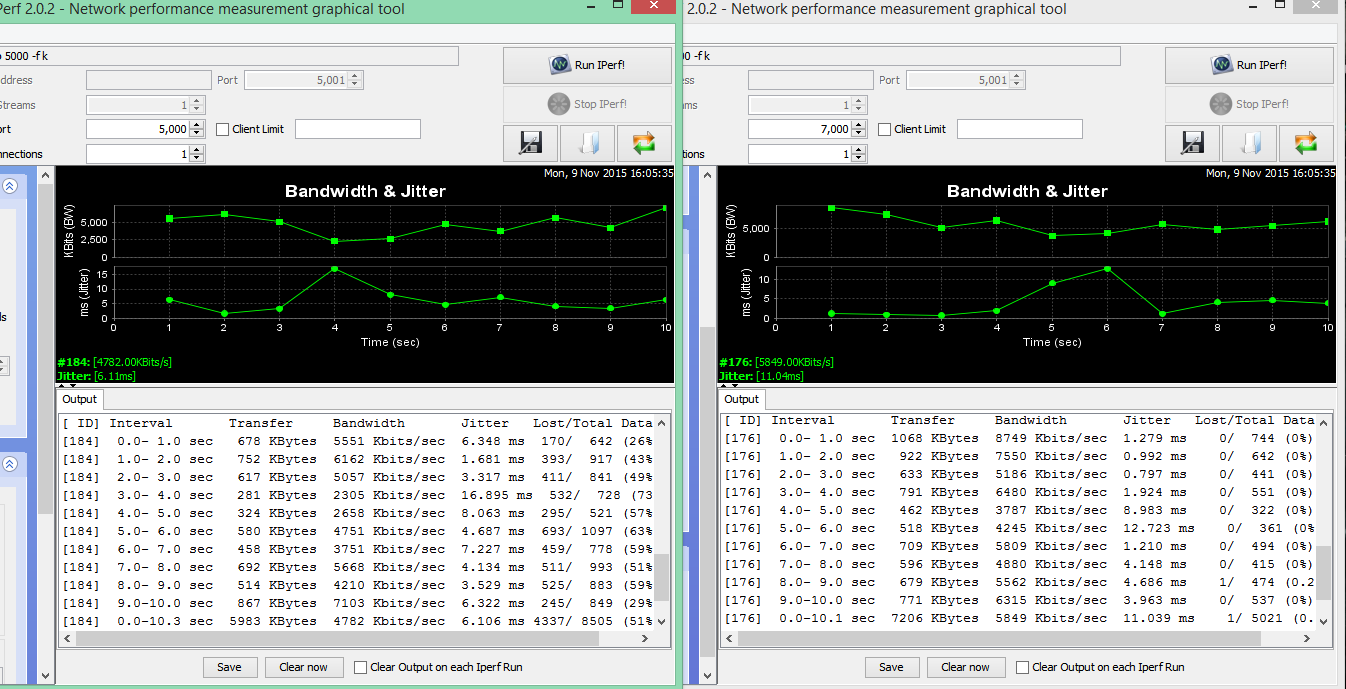 Perf 2.0.2 - Network performance measurement graphical tool
p 5000 -f k
Run IPerf!
ddress
Port
5,001
Streams
1
Stop IPerf!
ort
5,000
Client Limit
nnections
1
Mon, 9 Nov 2015 16:05:35
Bandwidth & Jitter
KBits (BW)
5,000
2,500
0
ms (Jitter)
15
10
5
0
0 1 2 3 4 5 6 7 8 9 10
Time (sec)
#184: [4782.00KBits/s]
Jitter: [6.11ms]
ls
Output
[ ID] Interval Transfer Bandwidth Jitter Lost/Total Data
[184] 0.0- 1.0 sec 678 KBytes 5551 Kbits/sec 6.348 ms 170/ 642 (26%
[184] 1.0- 2.0 sec 752 KBytes 6162 Kbits/sec 1.681 ms 393/ 917 (43%
[184] 2.0- 3.0 sec 617 KBytes 5057 Kbits/sec 3.317 ms 411/ 841 (49%
[184] 3.0- 4.0 sec 281 KBytes 2305 Kbits/sec 16.895 ms 532/ 728 (73
[184] 4.0- 5.0 sec 324 KBytes 2658 Kbits/sec 8.063 ms 295/ 521 (57%
[184] 5.0- 6.0 sec 580 KBytes 4751 Kbits/sec 4.687 ms 693/ 1097 (63%
[184] 6.0- 7.0 sec 458 KBytes 3751 Kbits/sec 7.227 ms 459/ 778 (59%
[184] 7.0- 8.0 sec 692 KBytes 5668 Kbits/sec 4.134 ms 511/ 993 (51%
[184] 8.0- 9.0 sec 514 KBytes 4210 Kbits/sec 3.529 ms 525/ 883 (59%
[184] 9.0-10.0 sec 867 KBytes 7103 Kbits/sec 6.322 ms 245/ 849 (29%
[184] 0.0-10.3 sec 5983 KBytes 4782 Kbits/sec 6.106 ms 4337/ 8505 (51%
Save
Clear now
Clear Output on each Iperf Run
2.0.2 - Network performance measurement graphical tool
00 -f k
Run IPerf!
ess
Port
5,001
ms
1
Stop IPerf!
7,000
Client Limit
tions
1
Mon, 9 Nov 2015 16:05:35
Bandwidth & Jitter
KBits (BW)
5,000
0
ms (Jitter)
10
5
0
0 1 2 3 4 5 6 7 8 9 10
Time (sec)
#176: [5849.00KBits/s]
Jitter: [11.04ms]
Output
[ ID] Interval Transfer Bandwidth Jitter Lost/Total Data
[176] 0.0- 1.0 sec 1068 KBytes 8749 Kbits/sec 1.279 ms 0/ 744 (0%)
[176] 1.0- 2.0 sec 922 KBytes 7550 Kbits/sec 0.992 ms 0/ 642 (0%)
[176] 2.0- 3.0 sec 633 KBytes 5186 Kbits/sec 0.797 ms 0/ 441 (0%)
[176] 3.0- 4.0 sec 791 KBytes 6480 Kbits/sec 1.924 ms 0/ 551 (0%)
[176] 4.0- 5.0 sec 462 KBytes 3787 Kbits/sec 8.983 ms 0/ 322 (0%)
[176] 5.0- 6.0 sec 518 KBytes 4245 Kbits/sec 12.723 ms 0/ 361 (0%
[176] 6.0- 7.0 sec 709 KBytes 5809 Kbits/sec 1.210 ms 0/ 494 (0%)
[176] 7.0- 8.0 sec 596 KBytes 4880 Kbits/sec 4.148 ms 0/ 415 (0%)
[176] 8.0- 9.0 sec 679 KBytes 5562 Kbits/sec 4.686 ms 1/ 474 (0.2
[176] 9.0-10.0 sec 771 KBytes 6315 Kbits/sec 3.963 ms 0/ 537 (0%)
[176] 0.0-10.1 sec 7206 KBytes 5849 Kbits/sec 11.039 ms 1/ 5021 (0.
Save
Clear now
Clear Output on each Iperf Run